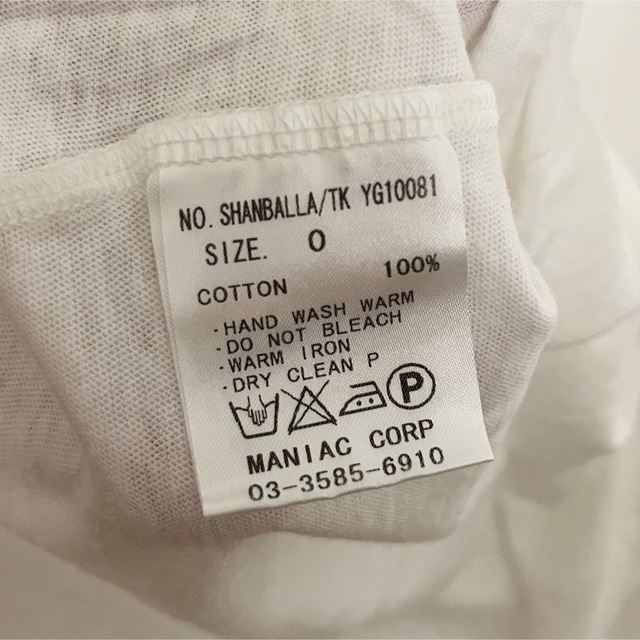 NO. SHANBALLA/TK YG10081
SIZE. 0
COTTON 100%
· HAND WASH WARM
· DO NOT BLEACH
· WARM IRON
· DRY CLEAN P
P
MANIAC CORP
03-3585-6910